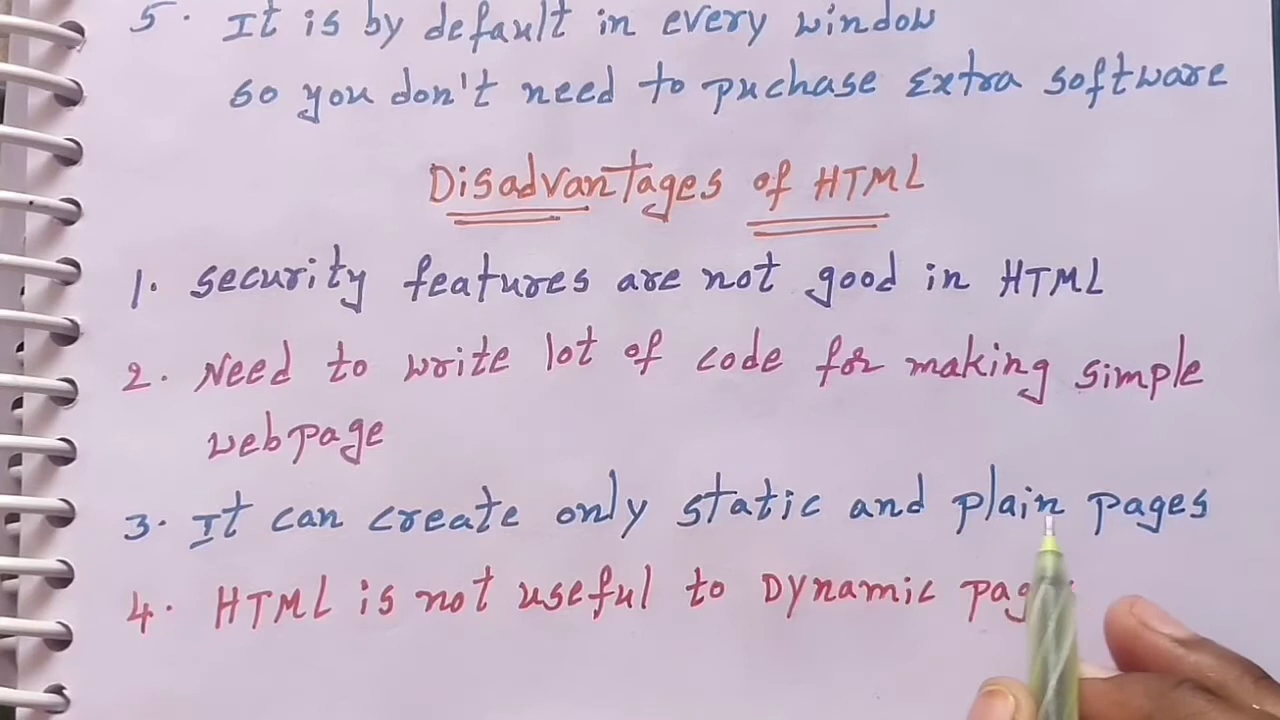 5. It is by default in every window
so you don't need to puchase Extra software
Disadvantages of HTML
1. security features are not good in HTML
2. Need to write lot of code for making simple
webpage
3. It can create only static and plain pages
4. HTML is not useful to Dynamic